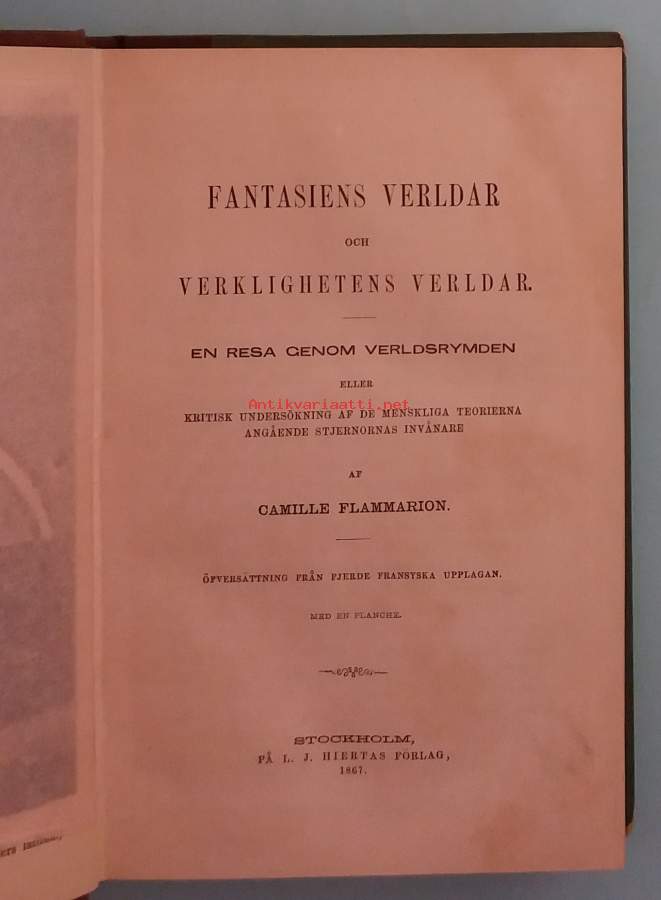 FANTASIENS VERLDAR
OCH
VERKLIGHETENS VERLDAR.
EN RESA GENOM VERLDSRYMDEN
ELLER
Antikvariaatti.net
KRITISK UNDERSÖKNING AF DE MENSKLIGA TEORIERNA
ANGÅENDE STJERNORNAS INVÅNARE
AF
CAMILLE FLAMMARION.
ÖFVERSÄTTNING FRÅN FJERDE FRANSYSKA UPPLAGAN.
MED EN PLANCHE.
STOCKHOLM,
PÅ L. J. HIERTAS FÖRLAG,
1867.